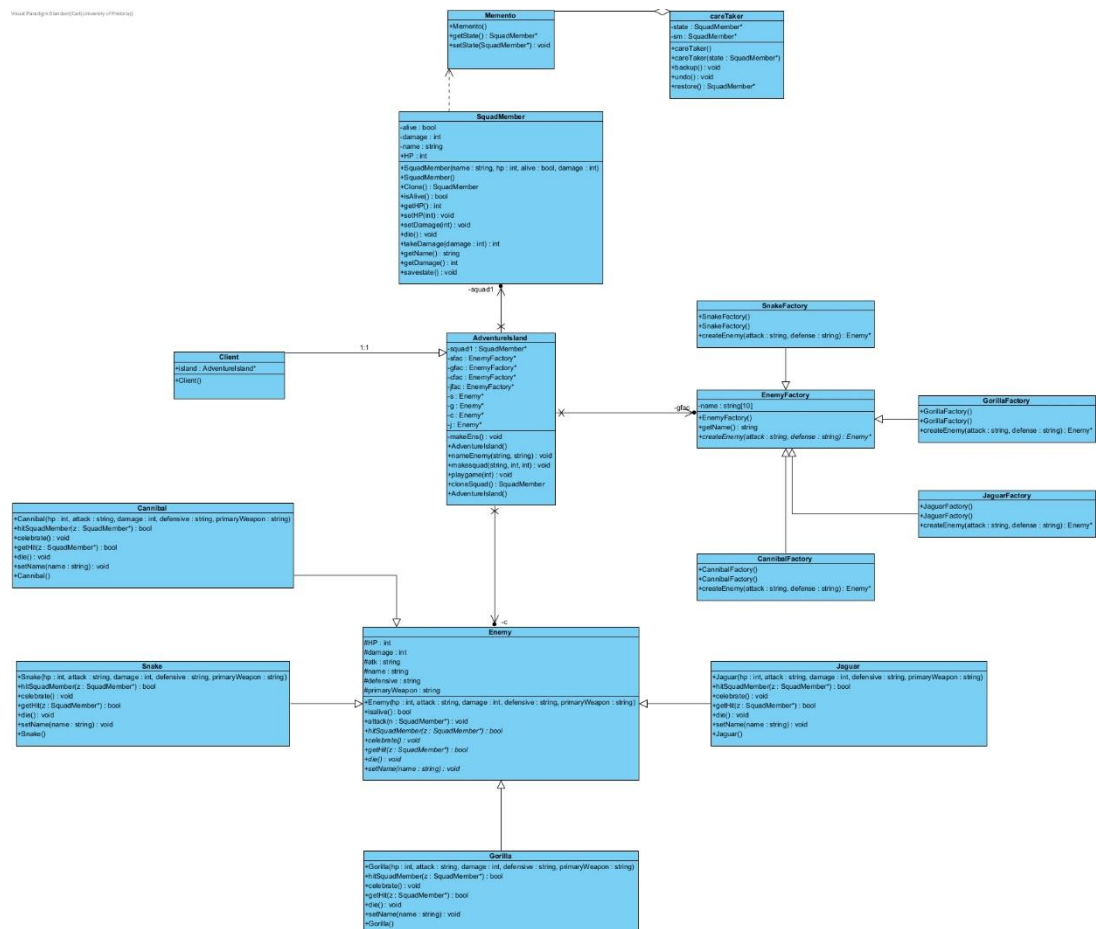 Visual Paradigm Standard(Carl(University of Pretoria))
Memento
+Memento()
+getState() : SquadMember*
+setState(SquadMember*) : void
careTaker
-state : SquadMember*
-sm : SquadMember*
+careTaker()
+careTaker(state : SquadMember*)
+backup() : void
+undo() : void
+restore() : SquadMember*
SquadMember
-alive : bool
-damage : int
-name : string
+HP : int
+SquadMember(name : string, hp : int, alive : bool, damage : int)
+SquadMember()
+Clone() : SquadMember
+isAlive() : bool
+getHP() : int
+setHP(int) : void
+setDamage(int) : void
+die() : void
+takeDamage(damage : int) : int
+getName() : string
+getDamage() : int
+savestate() : void
-squad1
Client
+island : AdventureIsland*
+Client()
1:1
AdventureIsland
-squad1 : SquadMember*
-sfac : EnemyFactory*
-gfac : EnemyFactory*
-cfac : EnemyFactory*
-jfac : EnemyFactory*
-s : Enemy*
-g : Enemy*
-c : Enemy*
-j : Enemy*
-makeEns() : void
+AdventureIsland()
+nameEnemy(string, string) : void
+makesquad(string, int, int) : void
+playgame(int) : void
+cloneSquad() : SquadMember
+AdventureIsland()
-gfac
-c
SnakeFactory
+SnakeFactory()
+SnakeFactory()
+createEnemy(attack : string, defense : string) : Enemy*
EnemyFactory
-name : string[10]
+EnemyFactory()
+getName() : string
+createEnemy(attack : string, defense : string) : Enemy*
GorillaFactory
+GorillaFactory()
+GorillaFactory()
+createEnemy(attack : string, defense : string) : Enemy*
JaguarFactory
+JaguarFactory()
+JaguarFactory()
+createEnemy(attack : string, defense : string) : Enemy*
CannibalFactory
+CannibalFactory()
+CannibalFactory()
+createEnemy(attack : string, defense : string) : Enemy*
Cannibal
+Cannibal(hp : int, attack : string, damage : int, defensive : string, primaryWeapon : string)
+hitSquadMember(z : SquadMember*) : bool
+celebrate() : void
+getHit(z : SquadMember*) : bool
+die() : void
+setName(name : string) : void
+Cannibal()
Snake
+Snake(hp : int, attack : string, damage : int, defensive : string, primaryWeapon : string)
+hitSquadMember(z : SquadMember*) : bool
+celebrate() : void
+getHit(z : SquadMember*) : bool
+die() : void
+setName(name : string) : void
+Snake()
Enemy
#HP : int
#damage : int
#atk : string
#name : string
#defensive : string
#primaryWeapon : string
+Enemy(hp : int, attack : string, damage : int, defensive : string, primaryWeapon : string)
+isalive() : bool
+attack(n : SquadMember*) : void
+hitSquadMember(z : SquadMember*) : bool
+celebrate() : void
+getHit(z : SquadMember*) : bool
+die() : void
+setName(name : string) : void
Jaguar
+Jaguar(hp : int, attack : string, damage : int, defensive : string, primaryWeapon : string)
+hitSquadMember(z : SquadMember*) : bool
+celebrate() : void
+getHit(z : SquadMember*) : bool
+die() : void
+setName(name : string) : void
+Jaguar()
Gorilla
+Gorilla(hp : int, attack : string, damage : int, defensive : string, primaryWeapon : string)
+hitSquadMember(z : SquadMember*) : bool
+celebrate() : void
+getHit(z : SquadMember*) : bool
+die() : void
+setName(name : string) : void
+Gorilla()